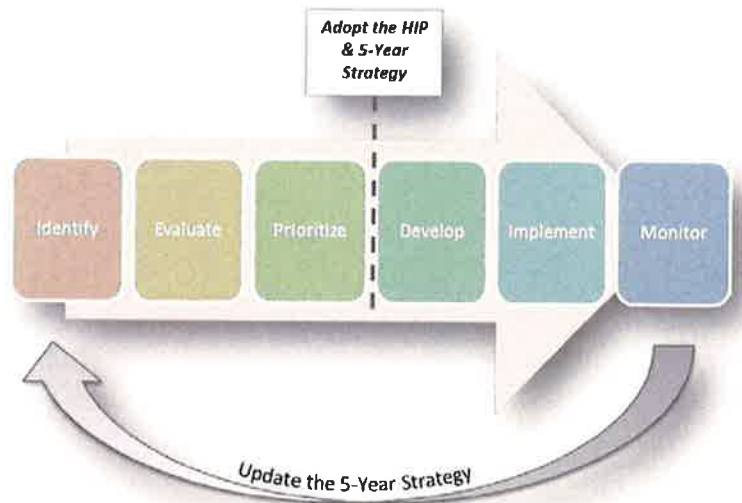 Adopt the HIP
& 5-Year
Strategy
Identify
Evaluate
Prioritize
Develop
Implement
Monitor
Update the 5-Year Strategy